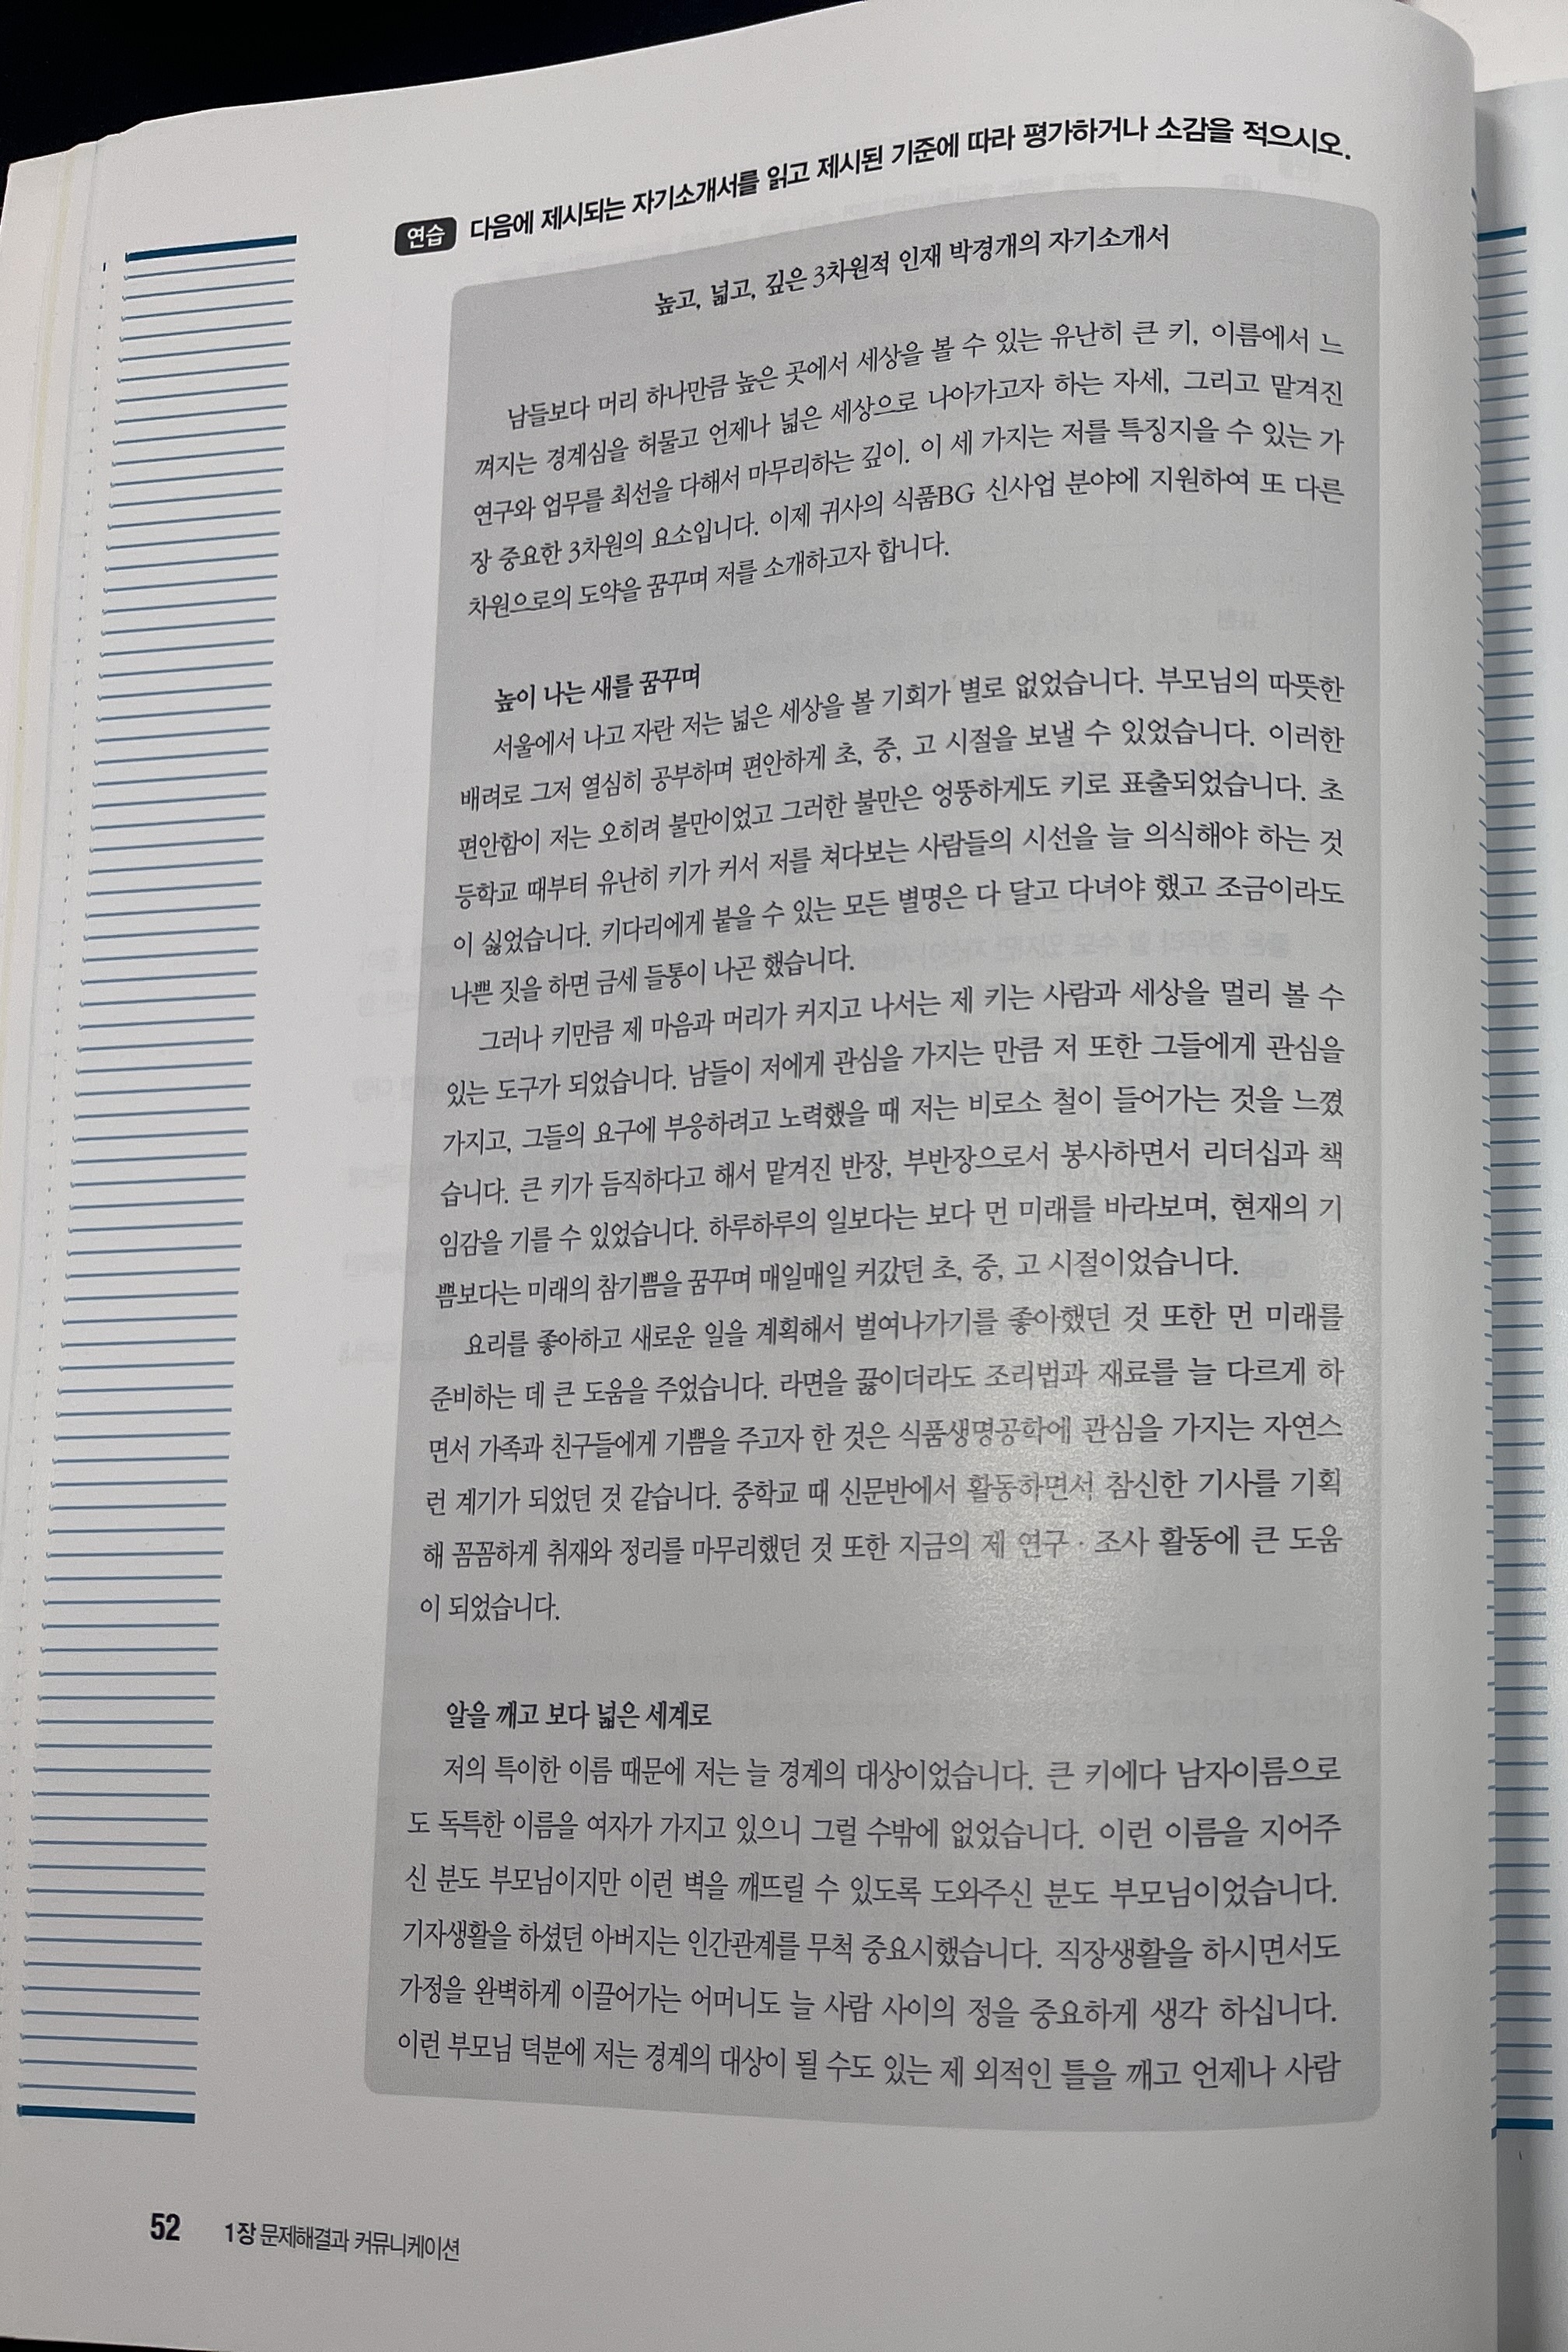 연습 다음에 제시되는 자기소개서를 읽고 제시된 기준에 따라 평가하거나 소감을 적으시오.
높고, 넓고, 깊은 3차원적 인재 박경개의 자기소개서
남들보다 머리 하나만큼 높은 곳에서 세상을 볼 수 있는 유난히 큰 키, 이름에서 느
껴지는 경계심을 허물고 언제나 넓은 세상으로 나아가고자 하는 자세, 그리고 맡겨진
연구와 업무를 최선을 다해서 마무리하는 깊이. 이 세 가지는 저를 특징지을 수 있는 가
장 중요한 3차원의 요소입니다. 이제 귀사의 식품BG 신사업 분야에 지원하여 또 다른
차원으로의 도약을 꿈꾸며 저를 소개하고자 합니다.
높이 나는 새를 꿈꾸며
서울에서 나고 자란 저는 넓은 세상을 볼 기회가 별로 없었습니다. 부모님의 따뜻한
배려로 그저 열심히 공부하며 편안하게 초, 중, 고 시절을 보낼 수 있었습니다. 이러한
편안함이 저는 오히려 불만이었고 그러한 불만은 엉뚱하게도 키로 표출되었습니다. 초
등학교 때부터 유난히 키가 커서 저를 쳐다보는 사람들의 시선을 늘 의식해야 하는 것
이 싫었습니다. 키다리에게 붙을 수 있는 모든 별명은 다 달고 다녀야 했고 조금이라도
나쁜 짓을 하면 금세 들통이 나곤 했습니다.
그러나 키만큼 제 마음과 머리가 커지고 나서는 제 키는 사람과 세상을 멀리 볼 수
있는 도구가 되었습니다. 남들이 저에게 관심을 가지는 만큼 저 또한 그들에게 관심을
가지고, 그들의 요구에 부응하려고 노력했을 때 저는 비로소 철이 들어가는 것을 느꼈
습니다. 큰 키가 듬직하다고 해서 맡겨진 반장, 부반장으로서 봉사하면서 리더십과 책
임감을 기를 수 있었습니다. 하루하루의 일보다는 보다 먼 미래를 바라보며, 현재의 기
쁨보다는 미래의 참기쁨을 꿈꾸며 매일매일 커갔던 초, 중, 고 시절이었습니다.
요리를 좋아하고 새로운 일을 계획해서 벌여나가기를 좋아했던 것 또한 먼 미래를
준비하는 데 큰 도움을 주었습니다. 라면을 끓이더라도 조리법과 재료를 늘 다르게 하
면서 가족과 친구들에게 기쁨을 주고자 한 것은 식품생명공학에 관심을 가지는 자연스
런 계기가 되었던 것 같습니다. 중학교 때 신문반에서 활동하면서 참신한 기사를 기획
해 꼼꼼하게 취재와 정리를 마무리했던 것 또한 지금의 제 연구·조사 활동에 큰 도움
이 되었습니다.
알을 깨고 보다 넓은 세계로
저의 특이한 이름 때문에 저는 늘 경계의 대상이었습니다. 큰 키에다 남자이름으로
도 독특한 이름을 여자가 가지고 있으니 그럴 수밖에 없었습니다. 이런 이름을 지어주
신 분도 부모님이지만 이런 벽을 깨뜨릴 수 있도록 도와주신 분도 부모님이었습니다.
기자생활을 하셨던 아버지는 인간관계를 무척 중요시했습니다. 직장생활을 하시면서도
가정을 완벽하게 이끌어가는 어머니도 늘 사람 사이의 정을 중요하게 생각 하십니다.
이런 부모님 덕분에 저는 경계의 대상이 될 수도 있는 제 외적인 틀을 깨고 언제나 사람
52 1장 문제해결과 커뮤니케이션